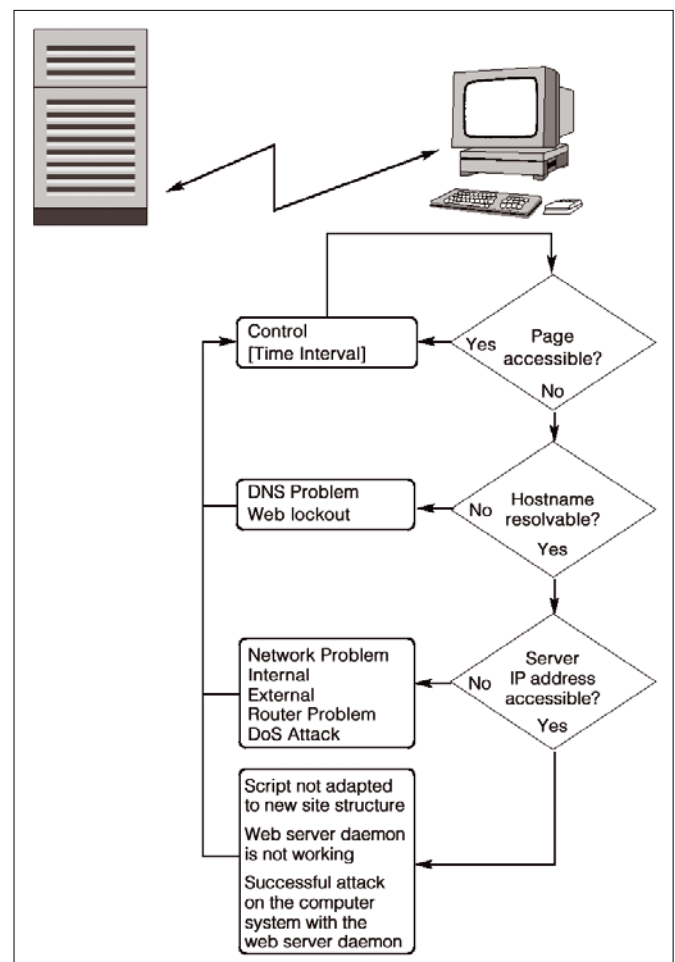 Control
[Time Interval]
Yes
Page
accessible?
No
DNS Problem
Web lockout
No
Hostname
resolvable?
Yes
Network Problem
Internal
External
Router Problem
DoS Attack
No
Server
IP address
accessible?
Yes
Script not adapted
to new site structure
Web server daemon
is not working
Successful attack
on the computer
system with the
web server daemon